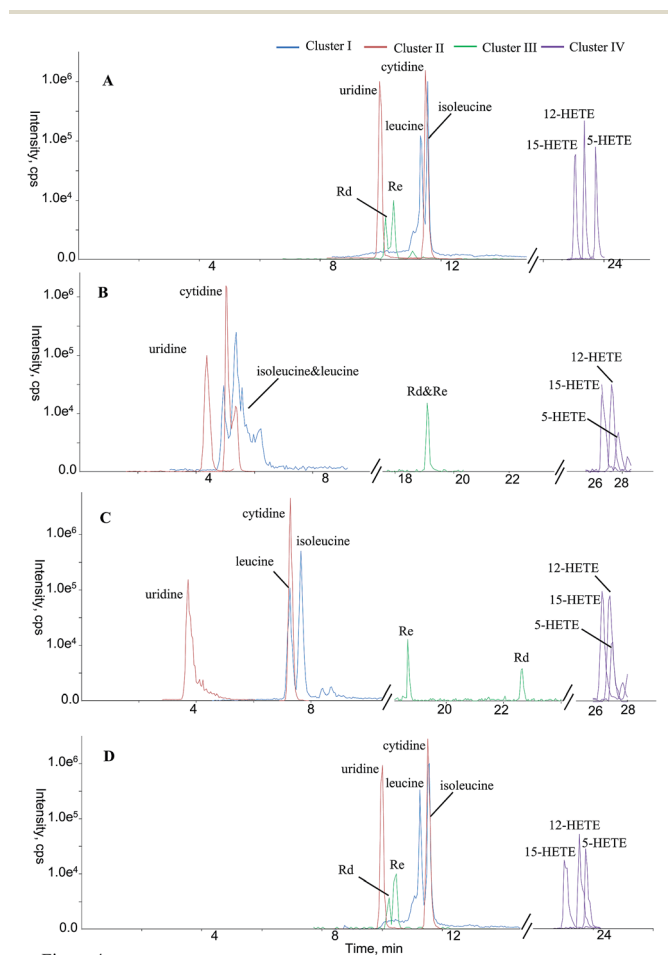 Cluster I Cluster II Cluster III Cluster IV
A
Intensity, cps
1.0e6
1.0e5
1.0e4
0.0
cytidine
uridine
isoleucine
leucine
Rd
Re
12-HETE
15-HETE
5-HETE
4 8 12 24
B
Intensity, cps
1.0e6
1.0e5
1.0e4
0.0
cytidine
uridine
isoleucine&leucine
Rd&Re
12-HETE
15-HETE
5-HETE
4 8 18 22 26 28
C
Intensity, cps
1.0e6
1.0e5
1.0e4
0.0
cytidine
isoleucine
leucine
uridine
Re
Rd
12-HETE
15-HETE
5-HETE
4 8 20 22 26 28
D
Intensity, cps
1.0e6
1.0e5
1.0e4
0.0
cytidine
uridine
leucine
isoleucine
Rd
Re
12-HETE
15-HETE
5-HETE
4 8 12 24
Time, min